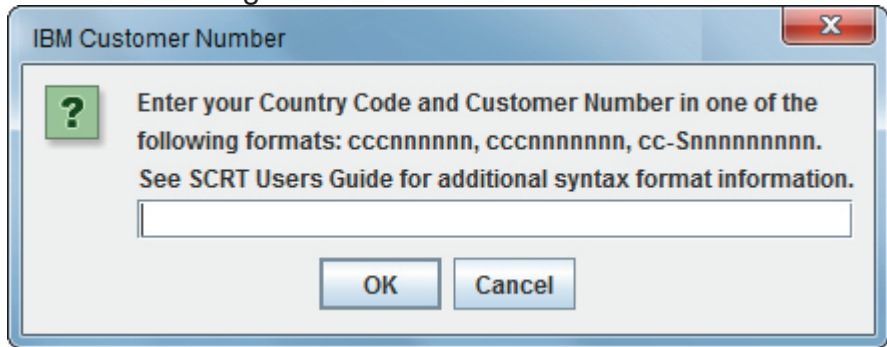 IBM Customer Number
Enter your Country Code and Customer Number in one of the
following formats: cccnnnnnn, cccnnnnnnn, cc-Snnnnnnnnn.
See SCRT Users Guide for additional syntax format information.
OK Cancel